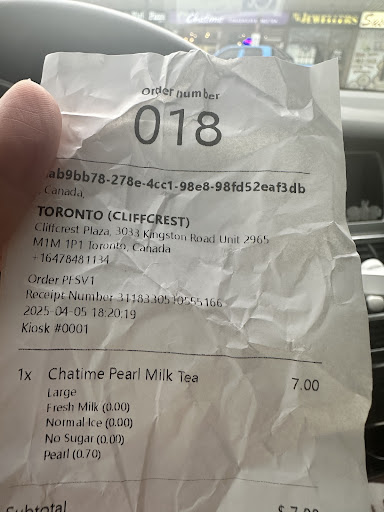 Chatime
JEWELLERS
Order number
018
ab9bb78-278e-4cc1-98e8-98fd52eaf3db
Canada,
TORONTO (CLIFFCREST)
Cliffcrest Plaza, 3033 Kingston Road Unit 2965
M1M 1P1 Toronto, Canada
+16478481134
Order PFSV1
Receipt Number
2025-04-05 18:20:19
Kiosk #0001
1x Chatime Pearl Milk Tea 7.00
Large
Fresh Milk (0.00)
Normal Ice (0.00)
No Sugar (0.00)
Pearl (0.70)
Subtotal